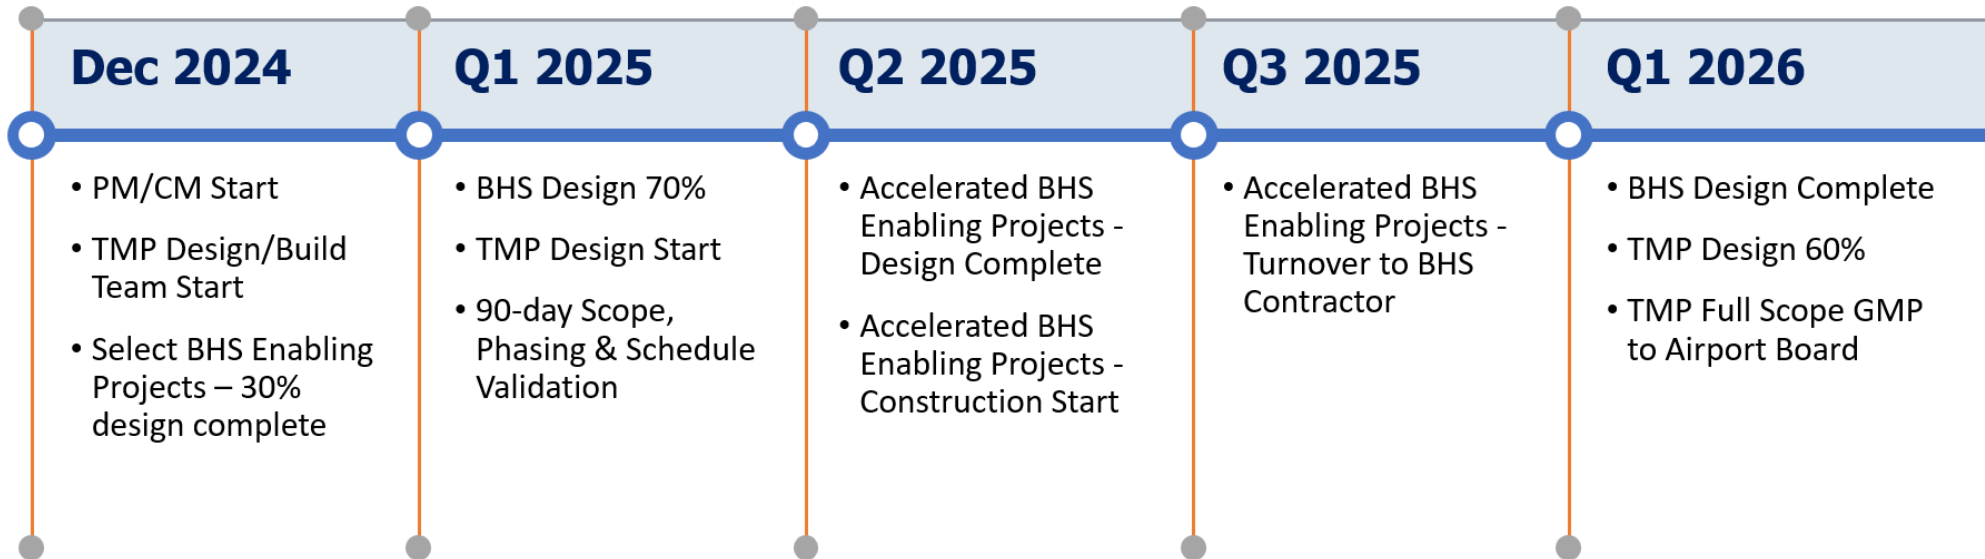 Dec 2024
• PM/CM Start
• TMP Design/Build
Team Start
• Select BHS Enabling
Projects – 30%
design complete
Q1 2025
• BHS Design 70%
• TMP Design Start
• 90-day Scope,
Phasing & Schedule
Validation
Q2 2025
• Accelerated BHS
Enabling Projects -
Design Complete
• Accelerated BHS
Enabling Projects -
Construction Start
Q3 2025
• Accelerated BHS
Enabling Projects -
Turnover to BHS
Contractor
Q1 2026
• BHS Design Complete
• TMP Design 60%
• TMP Full Scope GMP
to Airport Board